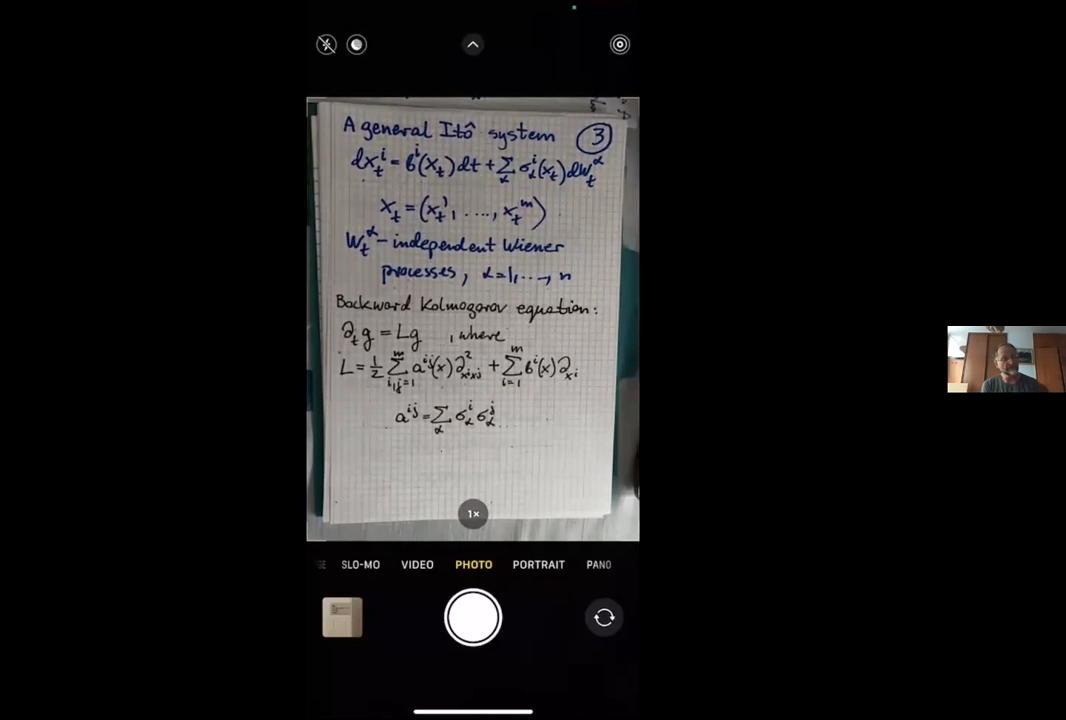 A general Itô system ③
dx_t^i = b^i(x_t)dt + Σ_α σ_α^i(x_t)dW_t^α
x_t = (x_t^1, ...., x_t^m)
W_t^α - independent Wiener
processes, α=1,...,n
Backward Kolmogorov equation:
∂_t g = Lg , where
L = ½ Σ_{i,j=1}^m a^{ij}(x)∂²_{x^i x^j} + Σ_{i=1}^m b^i(x)∂_{x^i}
a^{ij} = Σ_α σ_α^i σ_α^j
1×
SLO-MO VIDEO PHOTO PORTRAIT PANO